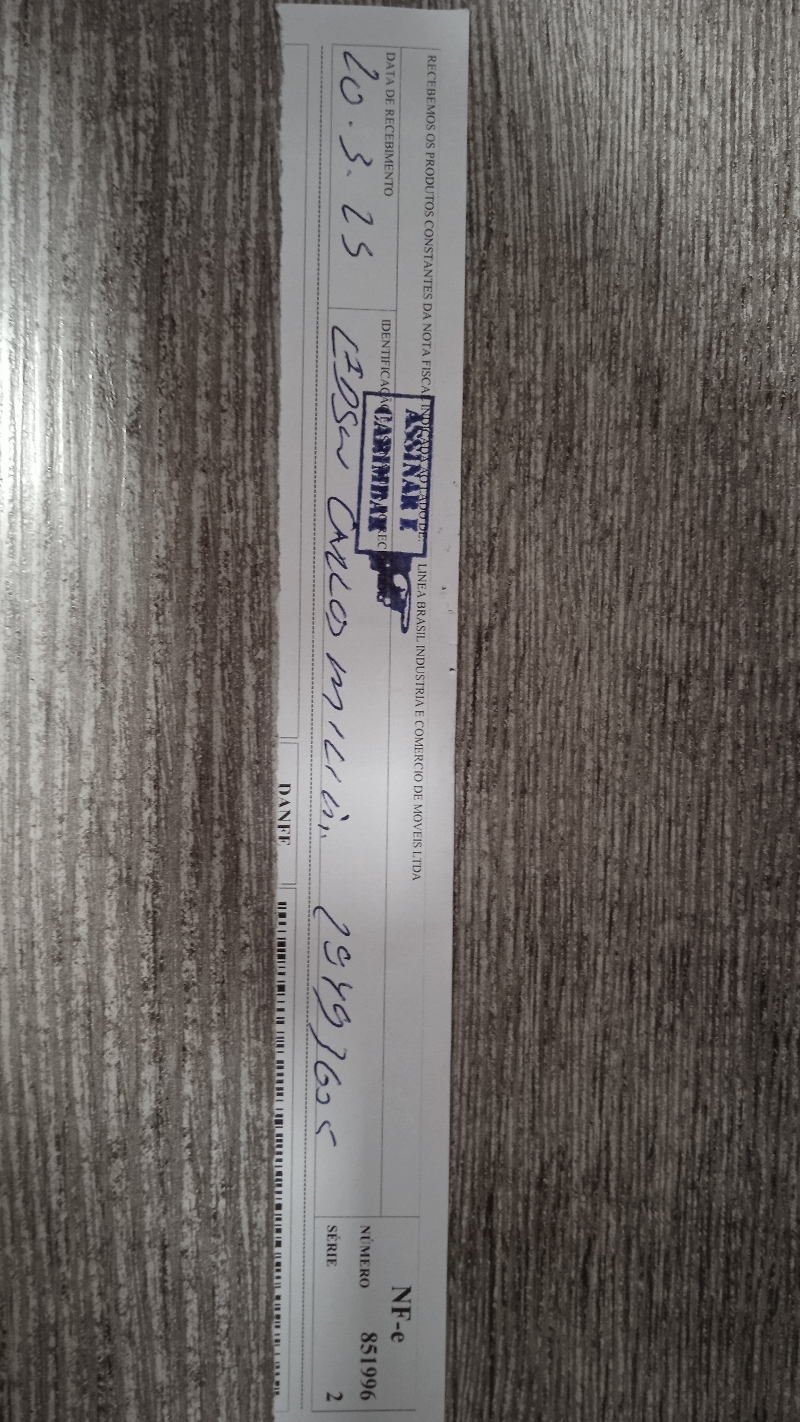 RECEBEMOS OS PRODUTOS CONSTANTES DA NOTA FISCAL INDICADA AO LADO DE LINEA BRASIL INDUSTRIA E COMERCIO DE MOVEIS LTDA
ASSINAR E
CARIMBAR
NF-e
DATA DE RECEBIMENTO
IDENTIFICAÇÃO
NÚMERO 851996
20.3.25
CARLO
SÉRIE 2
DANFE